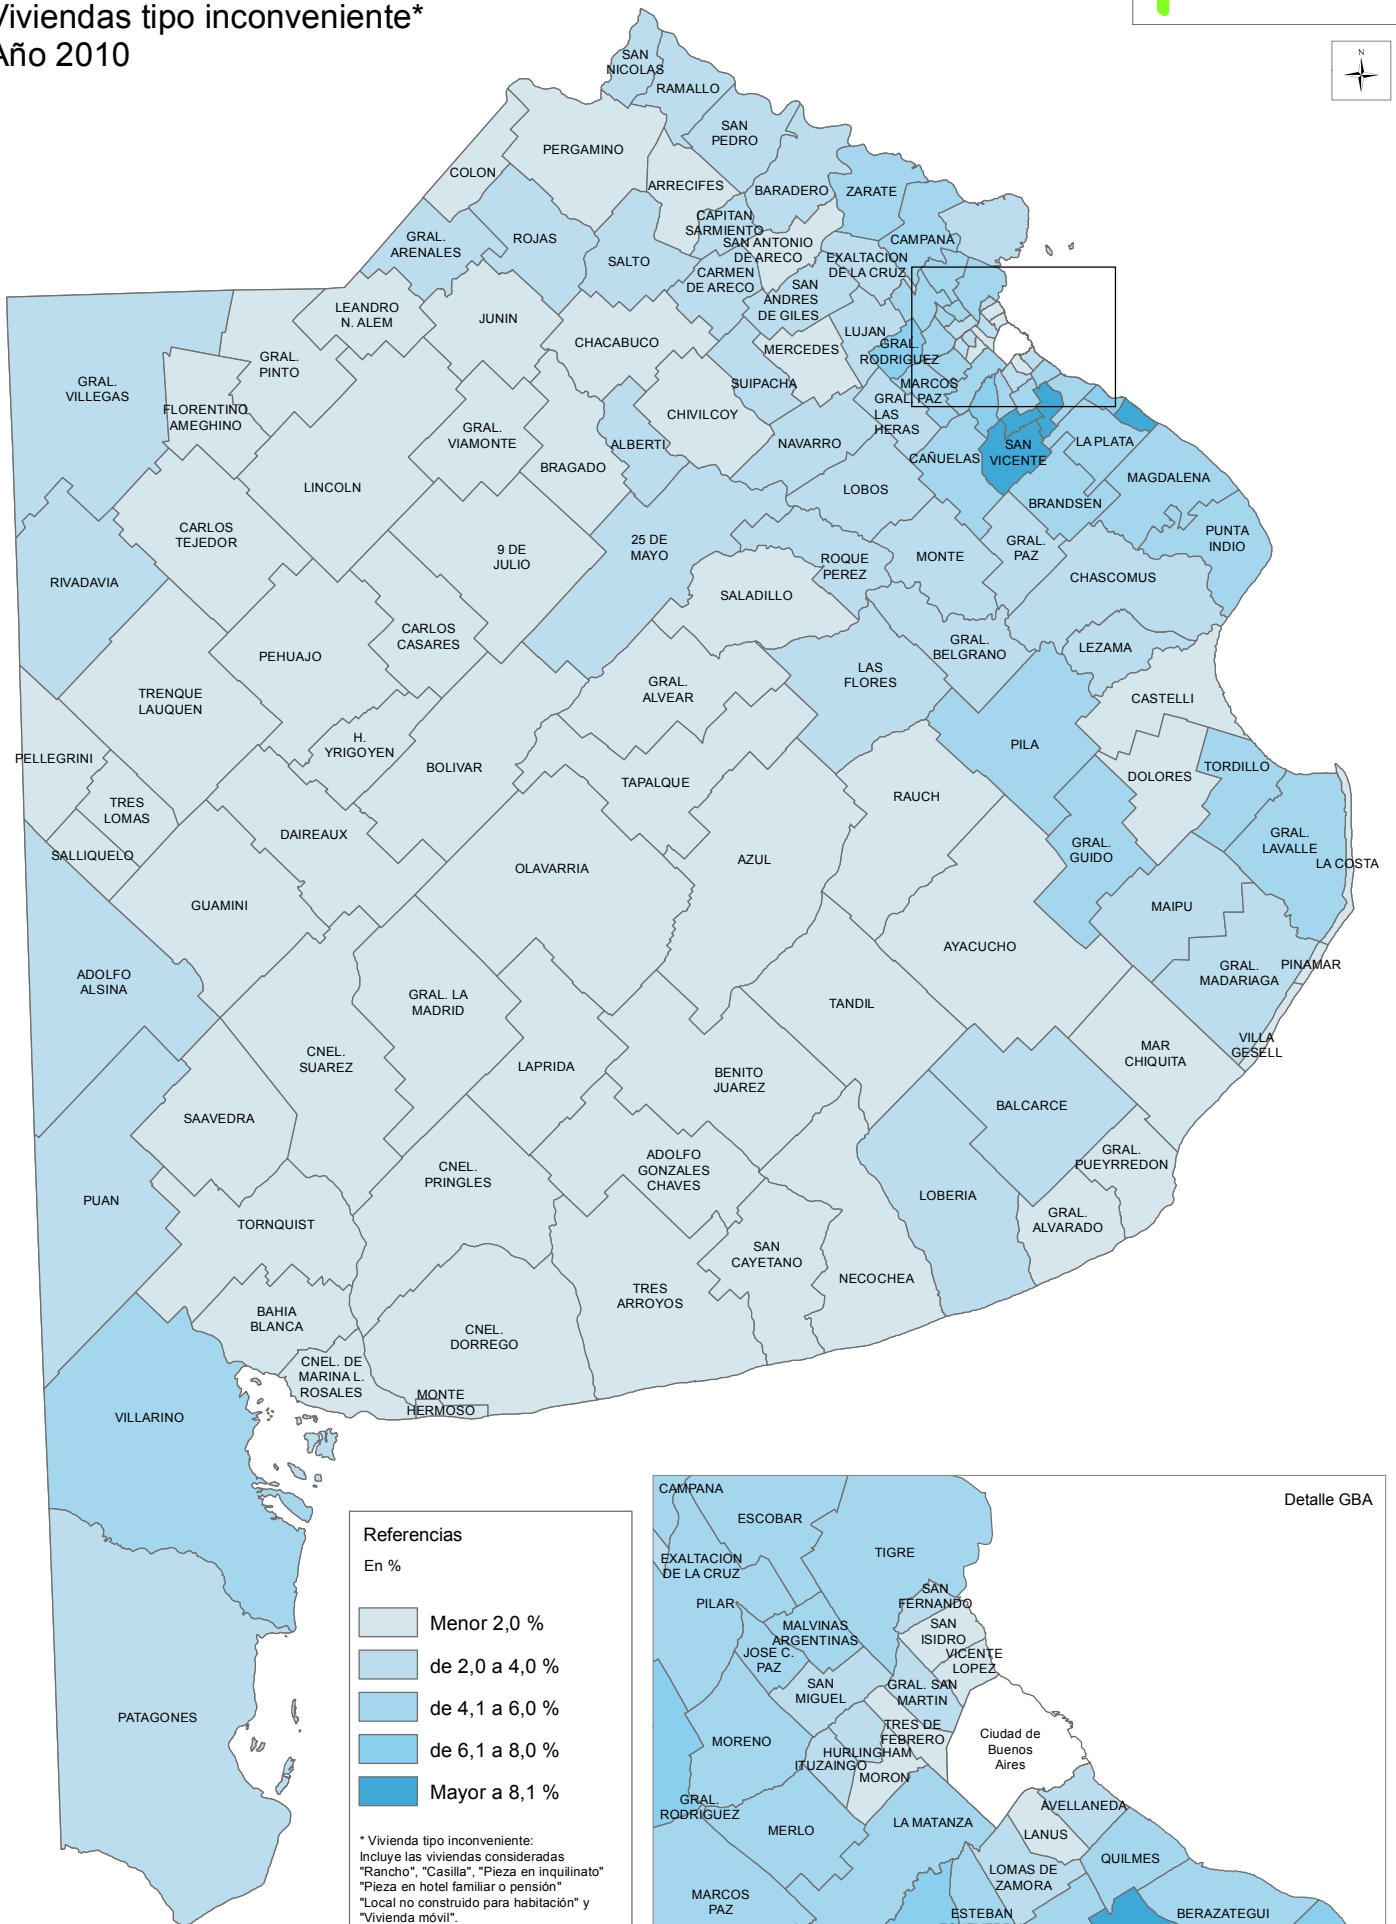 Viviendas tipo inconveniente*
Año 2010
N
SAN
NICOLAS
RAMALLO
SAN
PEDRO
PERGAMINO
COLON
ARRECIFES
BARADERO
ZARATE
CAPITAN
SARMIENTO
GRAL.
ARENALES
ROJAS
SALTO
SAN ANTONIO
DE ARECO
CAMPANA
EXALTACION
DE LA CRUZ
CARMEN
DE ARECO
SAN
ANDRES
DE GILES
LEANDRO
N. ALEM
JUNIN
CHACABUCO
MERCEDES
LUJAN
GRAL.
RODRIGUEZ
GRAL.
PINTO
GRAL.
VILLEGAS
FLORENTINO
AMEGHINO
SUIPACHA
MARCOS
PAZ
GRAL.
LAS
HERAS
CHIVILCOY
GRAL.
VIAMONTE
ALBERTI
NAVARRO
BRAGADO
CAÑUELAS
SAN
VICENTE
LA PLATA
LINCOLN
LOBOS
MAGDALENA
BRANDSEN
CARLOS
TEJEDOR
9 DE
JULIO
25 DE
MAYO
PUNTA
INDIO
GRAL.
PAZ
MONTE
ROQUE
PEREZ
RIVADAVIA
CHASCOMUS
SALADILLO
CARLOS
CASARES
PEHUAJO
GRAL.
BELGRANO
LEZAMA
LAS
FLORES
GRAL.
ALVEAR
TRENQUE
LAUQUEN
CASTELLI
H.
YRIGOYEN
PILA
PELLEGRINI
BOLIVAR
TAPALQUE
DOLORES
TORDILLO
RAUCH
TRES
LOMAS
DAIREAUX
GRAL.
LAVALLE
GRAL.
GUIDO
SALLIQUELO
OLAVARRIA
AZUL
LA COSTA
GUAMINI
MAIPU
AYACUCHO
ADOLFO
ALSINA
GRAL.
MADARIAGA
PINAMAR
GRAL. LA
MADRID
TANDIL
CNEL.
SUAREZ
MAR
CHIQUITA
VILLA
GESELL
LAPRIDA
BENITO
JUAREZ
BALCARCE
SAAVEDRA
GRAL.
PUEYRREDON
ADOLFO
GONZALES
CHAVES
CNEL.
PRINGLES
PUAN
LOBERIA
TORNQUIST
GRAL.
ALVARADO
SAN
CAYETANO
NECOCHEA
TRES
ARROYOS
BAHIA
BLANCA
CNEL.
DORREGO
CNEL. DE
MARINA L.
ROSALES
MONTE
HERMOSO
VILLARINO
PATAGONES
Referencias
En %
Menor 2,0 %
de 2,0 a 4,0 %
de 4,1 a 6,0 %
de 6,1 a 8,0 %
Mayor a 8,1 %
* Vivienda tipo inconveniente:
Incluye las viviendas consideradas
"Rancho", "Casilla", "Pieza en inquilinato"
"Pieza en hotel familiar o pensión"
"Local no construido para habitación" y
"Vivienda móvil".
Detalle GBA
CAMPANA
ESCOBAR
TIGRE
EXALTACION
DE LA CRUZ
PILAR
SAN
FERNANDO
MALVINAS
ARGENTINAS
SAN
ISIDRO
JOSE C.
PAZ
VICENTE
LOPEZ
SAN
MIGUEL
GRAL. SAN
MARTIN
TRES DE
FEBRERO
MORENO
HURLINGHAM
ITUZAINGO
MORON
Ciudad de
Buenos
Aires
GRAL.
RODRIGUEZ
MERLO
LA MATANZA
AVELLANEDA
LANUS
QUILMES
LOMAS DE
ZAMORA
MARCOS
PAZ
ESTEBAN
BERAZATEGUI